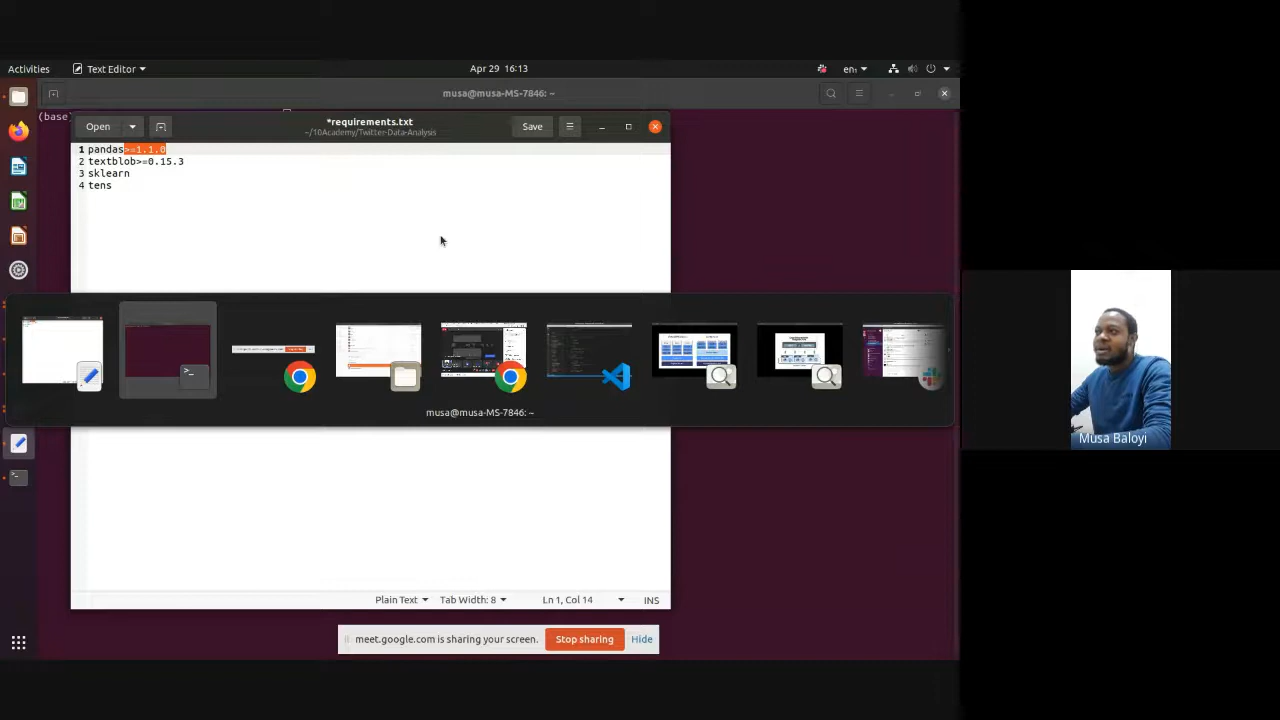 Activities
Text Editor
Apr 29 16:13
en₁
musa@musa-MS-7846: ~
(base)
Open
*requirements.txt
~/10Academy/Twitter-Data-Analysis
Save
1 pandas>=1.1.0
2 textblob>=0.15.3
3 sklearn
4 tens
musa@musa-MS-7846: ~
Musa Baloyi
Plain Text
Tab Width: 8
Ln 1, Col 14
INS
meet.google.com is sharing your screen.
Stop sharing
Hide